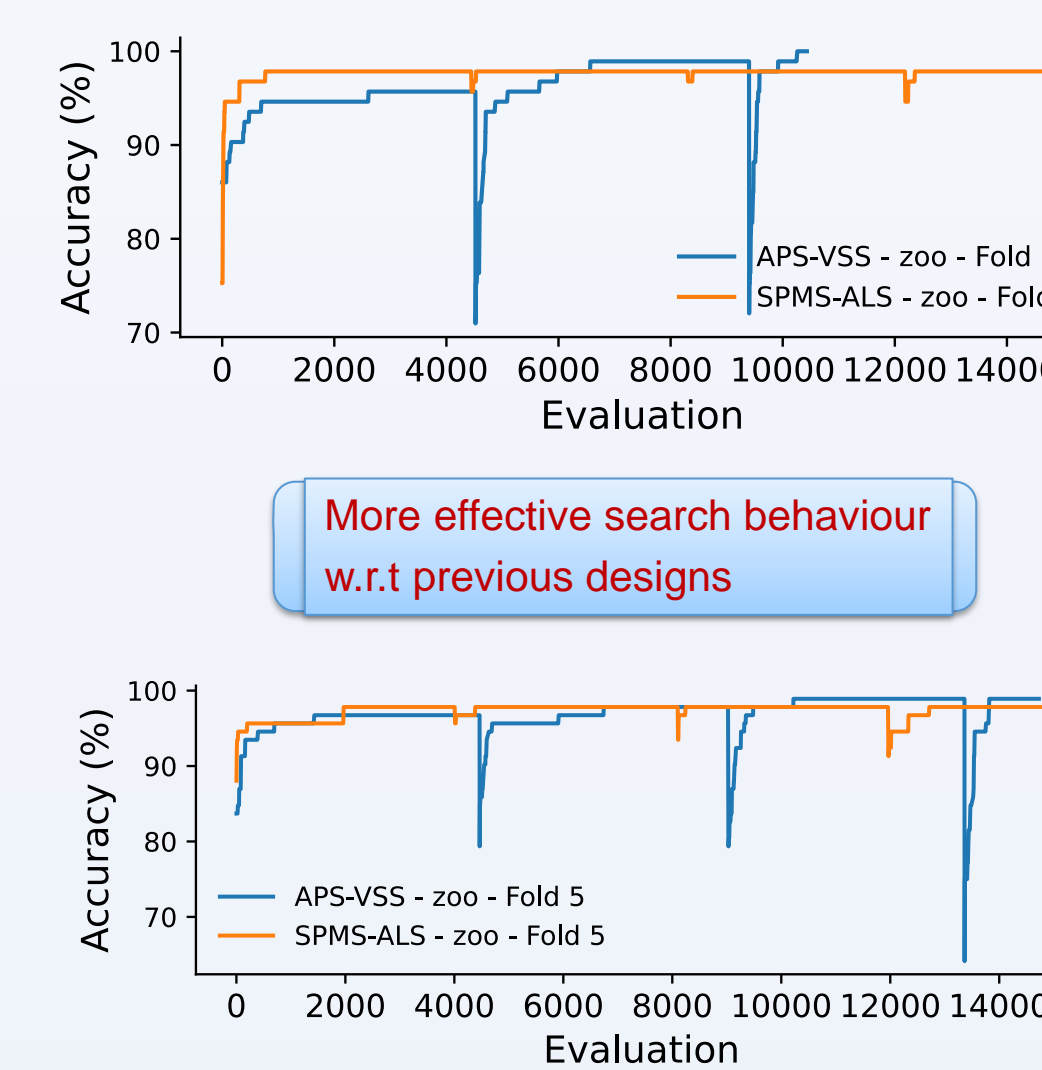 100
90
80
70
Accuracy (%)
APS-VSS - zoo - Fold
SPMS-ALS - zoo -
0 2000 4000 6000 8000 10000 12000
Evaluation
More effective search behaviour
w.r.t previous designs
100
90
80
70
Accuracy (%)
APS-VSS - zoo - Fold 5
SPMS-ALS - zoo - Fold 5
0 2000 4000 6000 8000 10000 12000
Evaluation